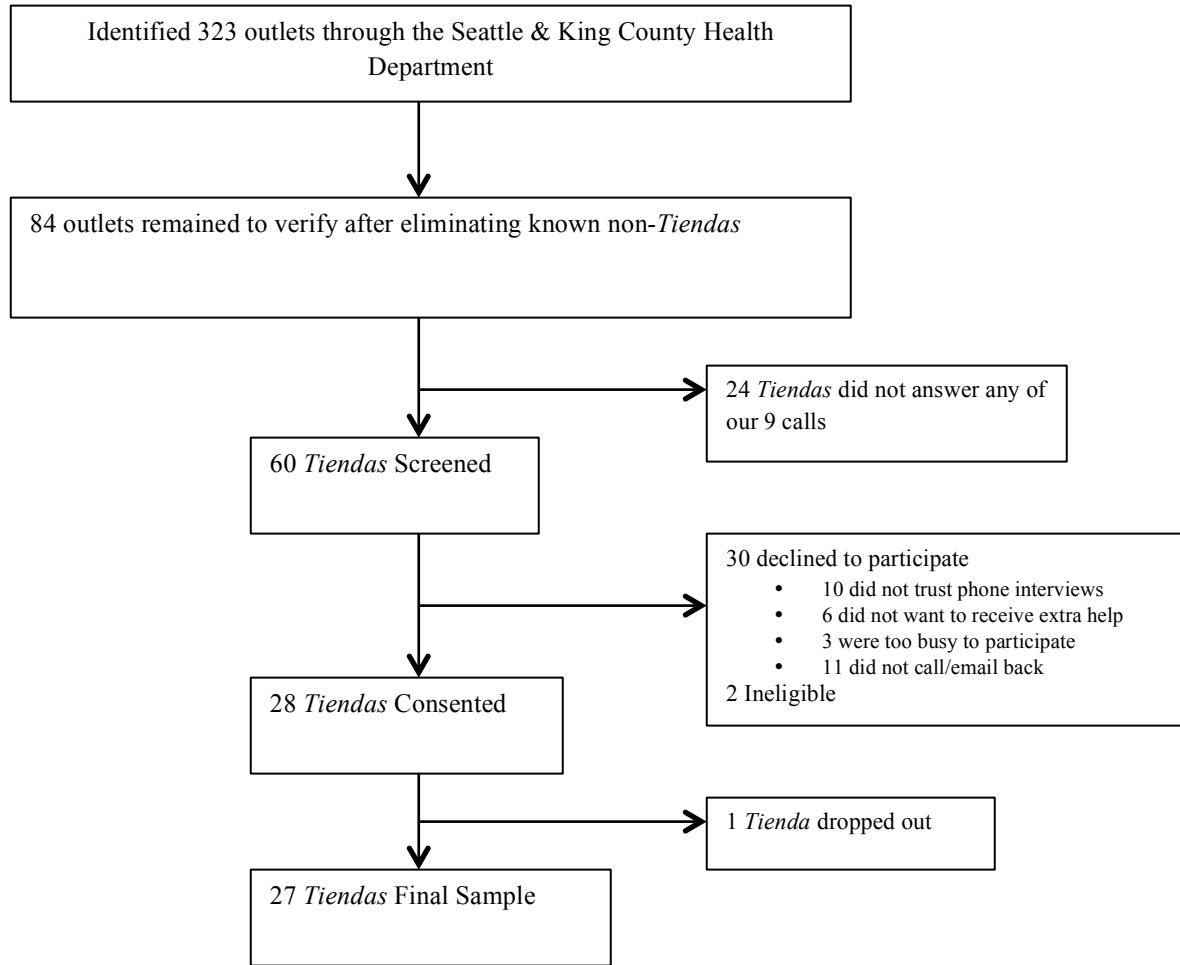 Identified 323 outlets through the Seattle & King County Health
Department
84 outlets remained to verify after eliminating known non-Tiendas
24 Tiendas did not answer any of
our 9 calls
60 Tiendas Screened
30 declined to participate
• 10 did not trust phone interviews
• 6 did not want to receive extra help
• 3 were too busy to participate
• 11 did not call/email back
2 Ineligible
28 Tiendas Consented
1 Tienda dropped out
27 Tiendas Final Sample